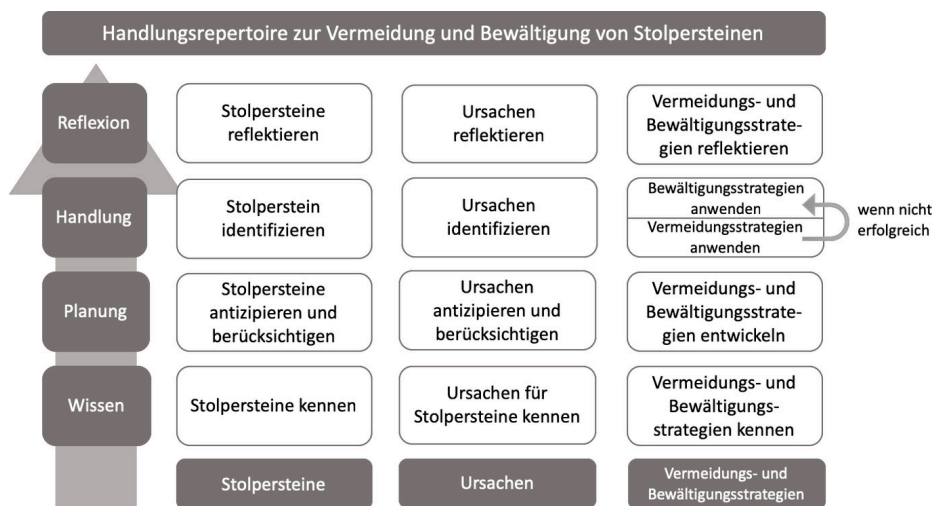 Handlungsrepertoire zur Vermeidung und Bewältigung von Stolpersteinen
Reflexion
Stolpersteine
reflektieren
Ursachen
reflektieren
Vermeidungs- und
Bewältigungsstrate-
gien reflektieren
Handlung
Stolperstein
identifizieren
Ursachen
identifizieren
Bewältigungsstrategien
anwenden
Vermeidungsstrategien
anwenden
wenn nicht
erfolgreich
Planung
Stolpersteine
antizipieren und
berücksichtigen
Ursachen
antizipieren und
berücksichtigen
Vermeidungs- und
Bewältigungsstrate-
gien entwickeln
Wissen
Stolpersteine kennen
Ursachen für
Stolpersteine kennen
Vermeidungs- und
Bewältigungs-
strategien kennen
Stolpersteine
Ursachen
Vermeidungs- und
Bewältigungsstrategien